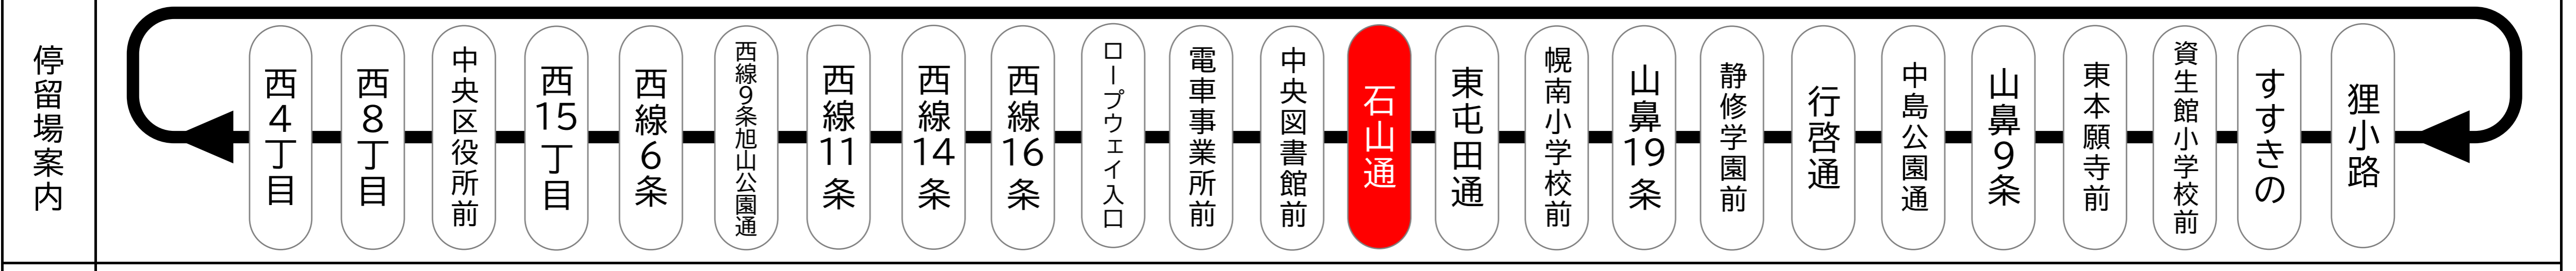 停留場案内
西4丁目
西8丁目
中央区役所前
西15丁目
西線6条
西線9条旭山公園通
西線11条
西線14条
西線16条
ロープウェイ入口
電車事業所前
中央図書館前
石山通
東屯田通
幌南小学校前
山鼻19条
静修学園前
行啓通
中島公園通
山鼻9条
東本願寺前
資生館小学校前
すすきの
狸小路